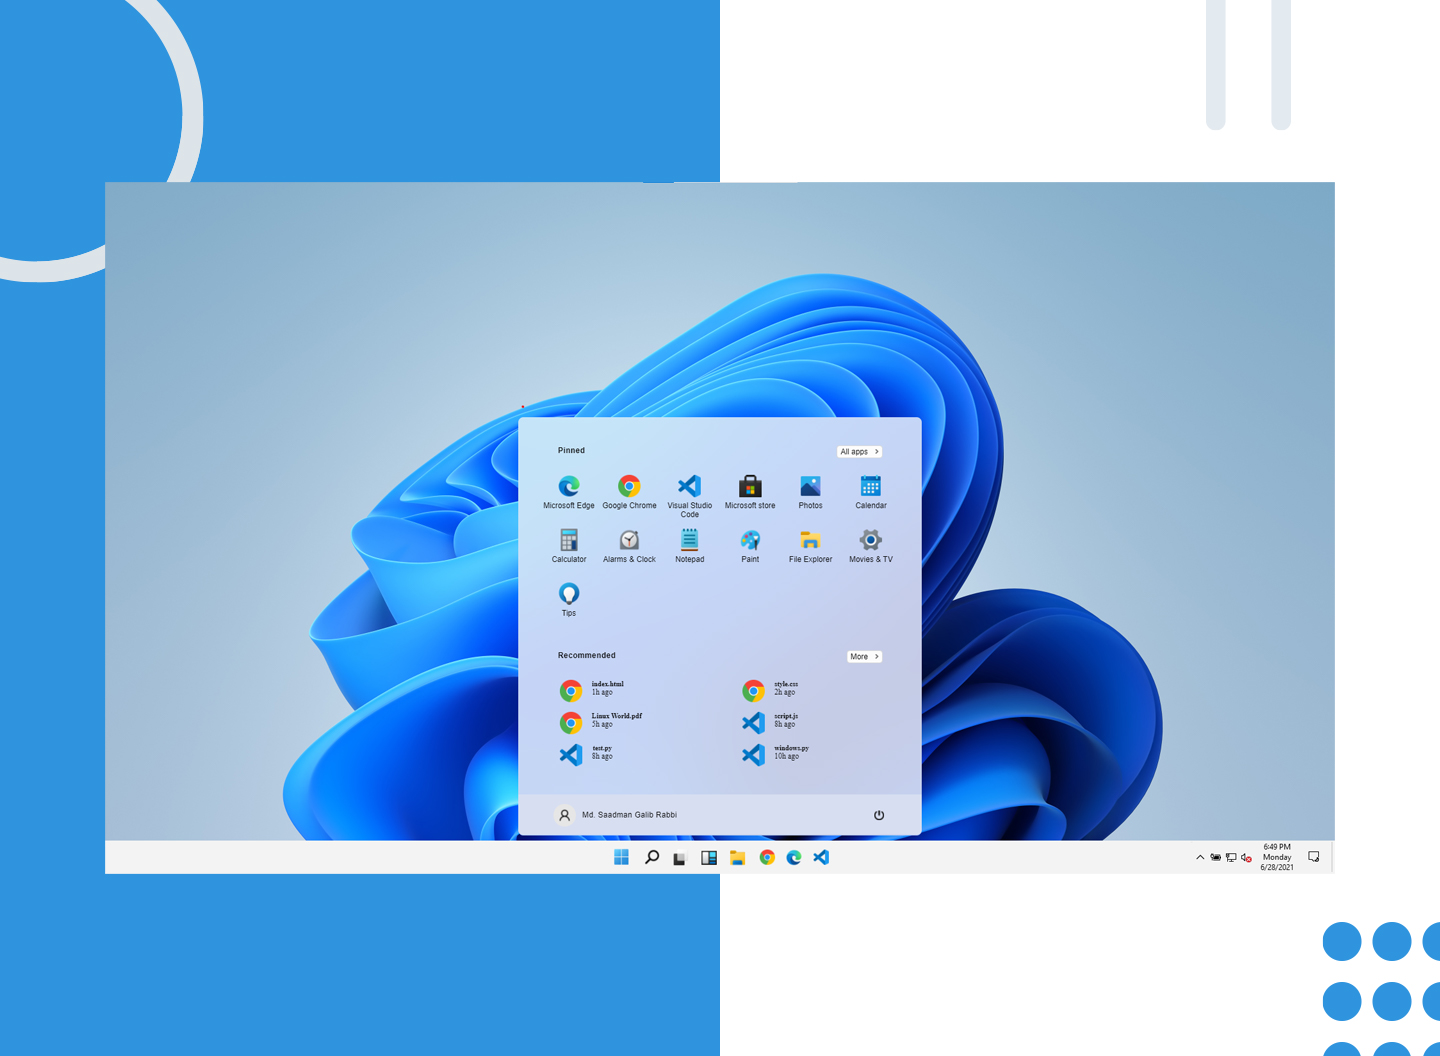 Pinned
All apps
Microsoft Edge
Google Chrome
Visual Studio
Code
Microsoft store
Photos
Calendar
Calculator
Alarms & Clock
Notepad
Paint
File Explorer
Movies & TV
Tips
Recommended
More
index.html
1h ago
style.css
2h ago
Linux World.pdf
5h ago
script.js
8h ago
test.py
8h ago
windows.py
10h ago
Md. Saadman Galib Rabbi
6:49 PM
Monday
6/28/2021